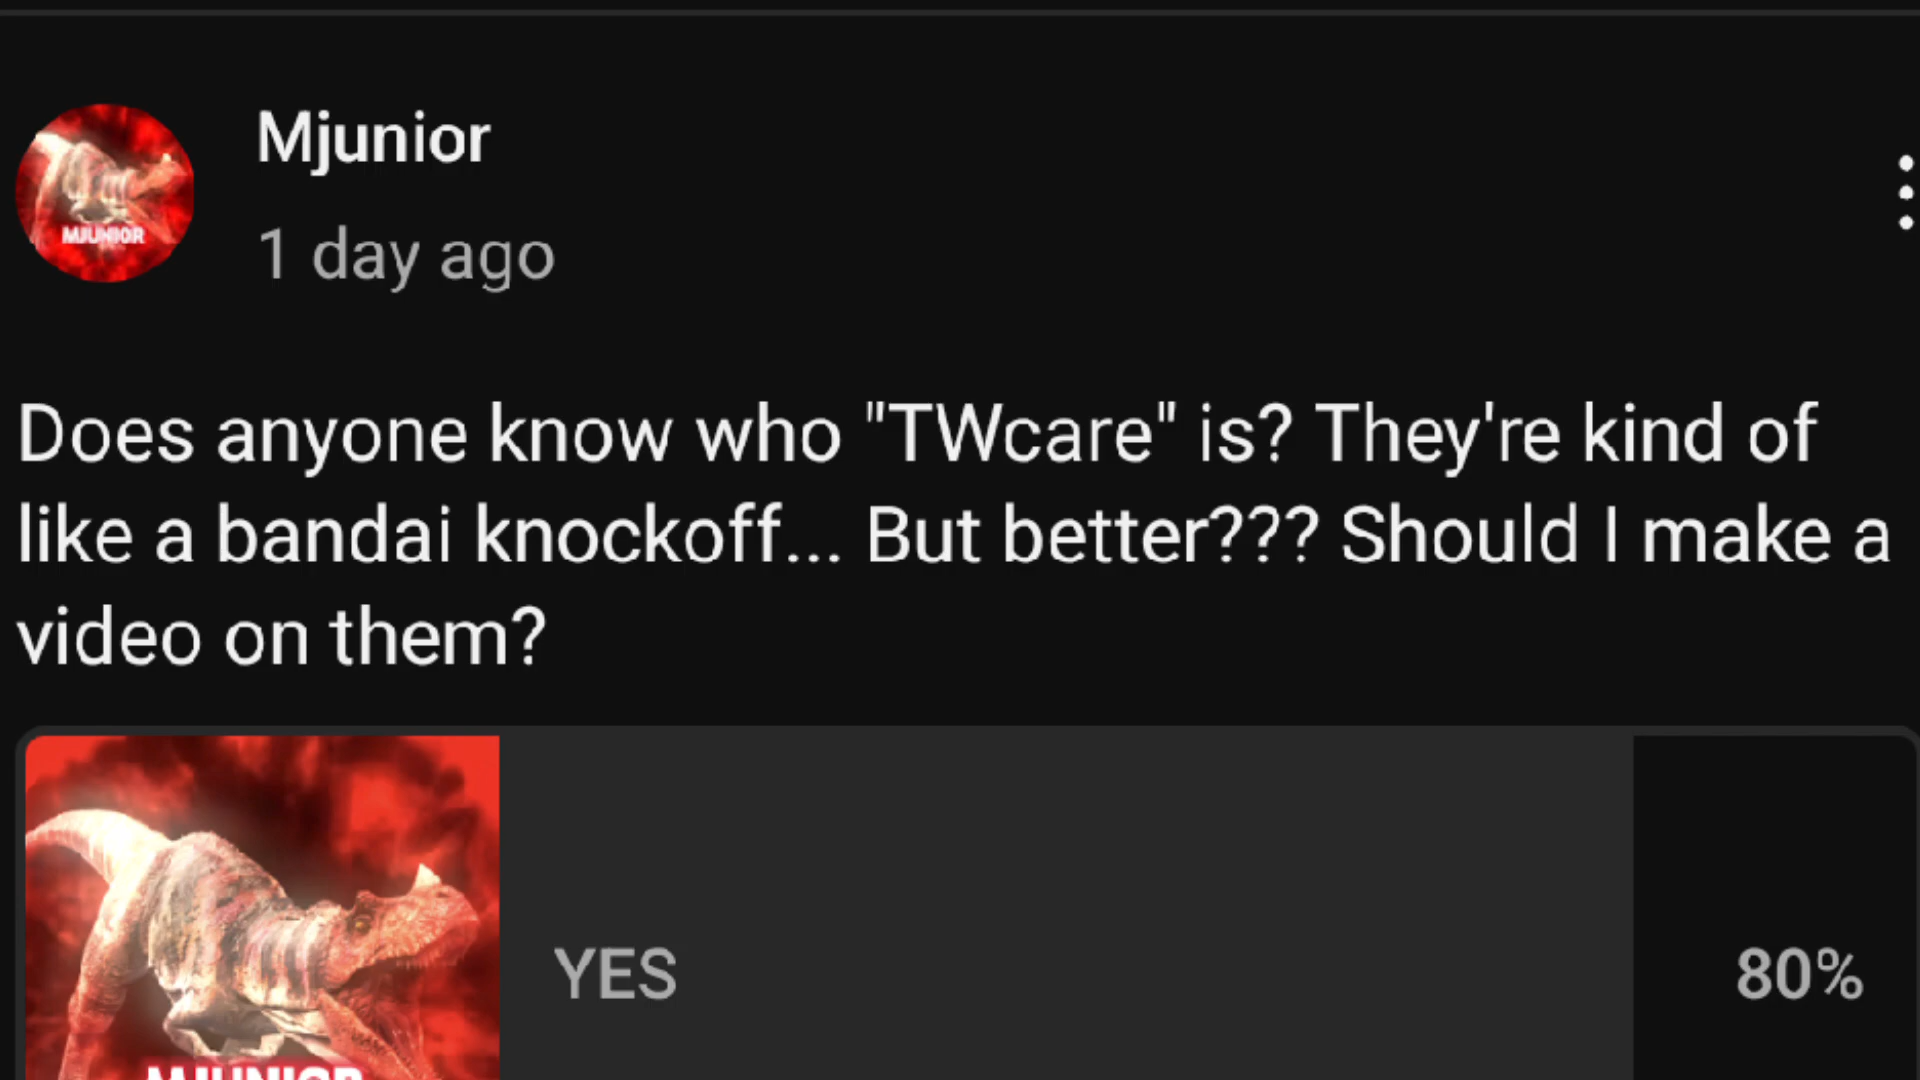 Mjunior
1 day ago
MJUNIOR
Does anyone know who "TWcare" is? They're kind of
like a bandai knockoff... But better??? Should I make a
video on them?
YES
80%
MJUNIOR